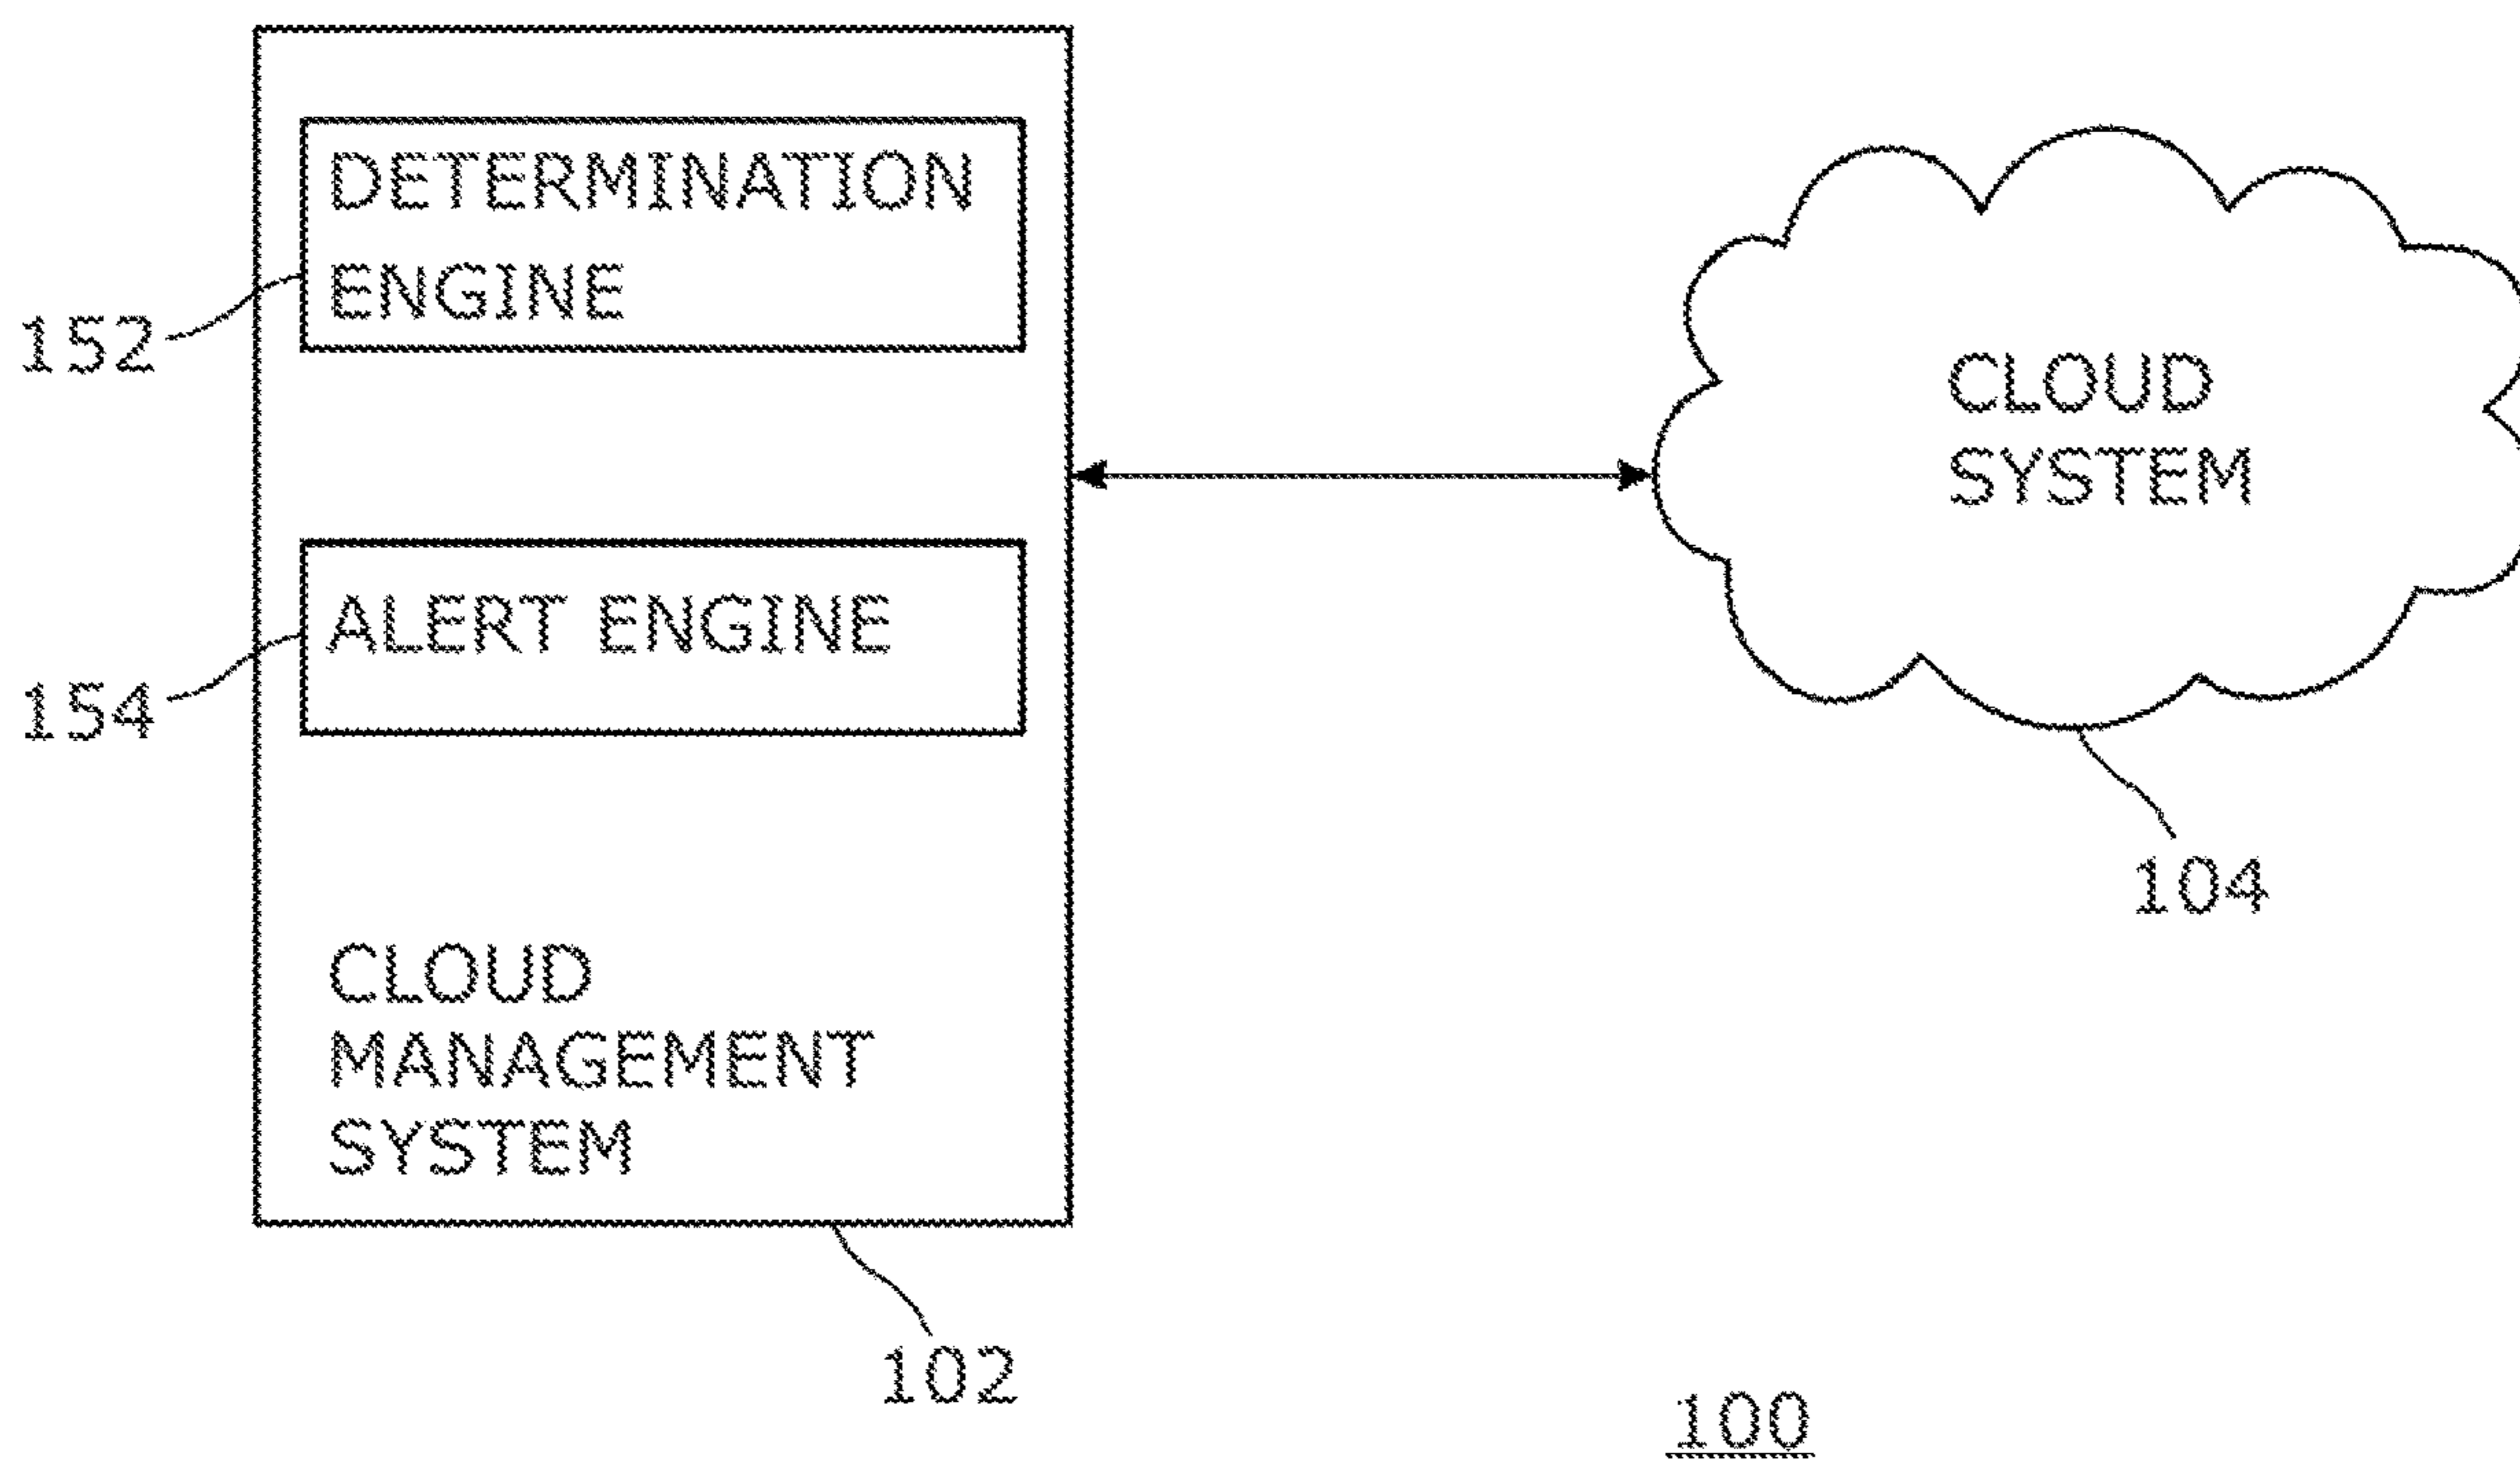 DETERMINATION
ENGINE
152
ALERT ENGINE
154
CLOUD
MANAGEMENT
SYSTEM
102
CLOUD
SYSTEM
104
100